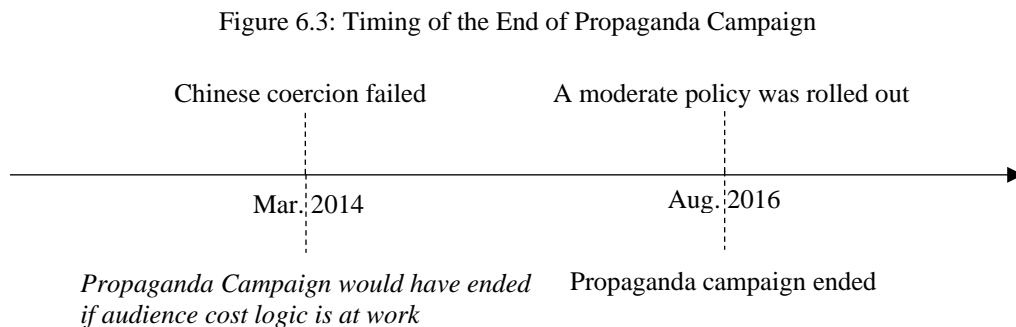 Figure 6.3: Timing of the End of Propaganda Campaign
Chinese coercion failed
A moderate policy was rolled out
Mar. 2014
Aug. 2016
Propaganda Campaign would have ended
if audience cost logic is at work
Propaganda campaign ended